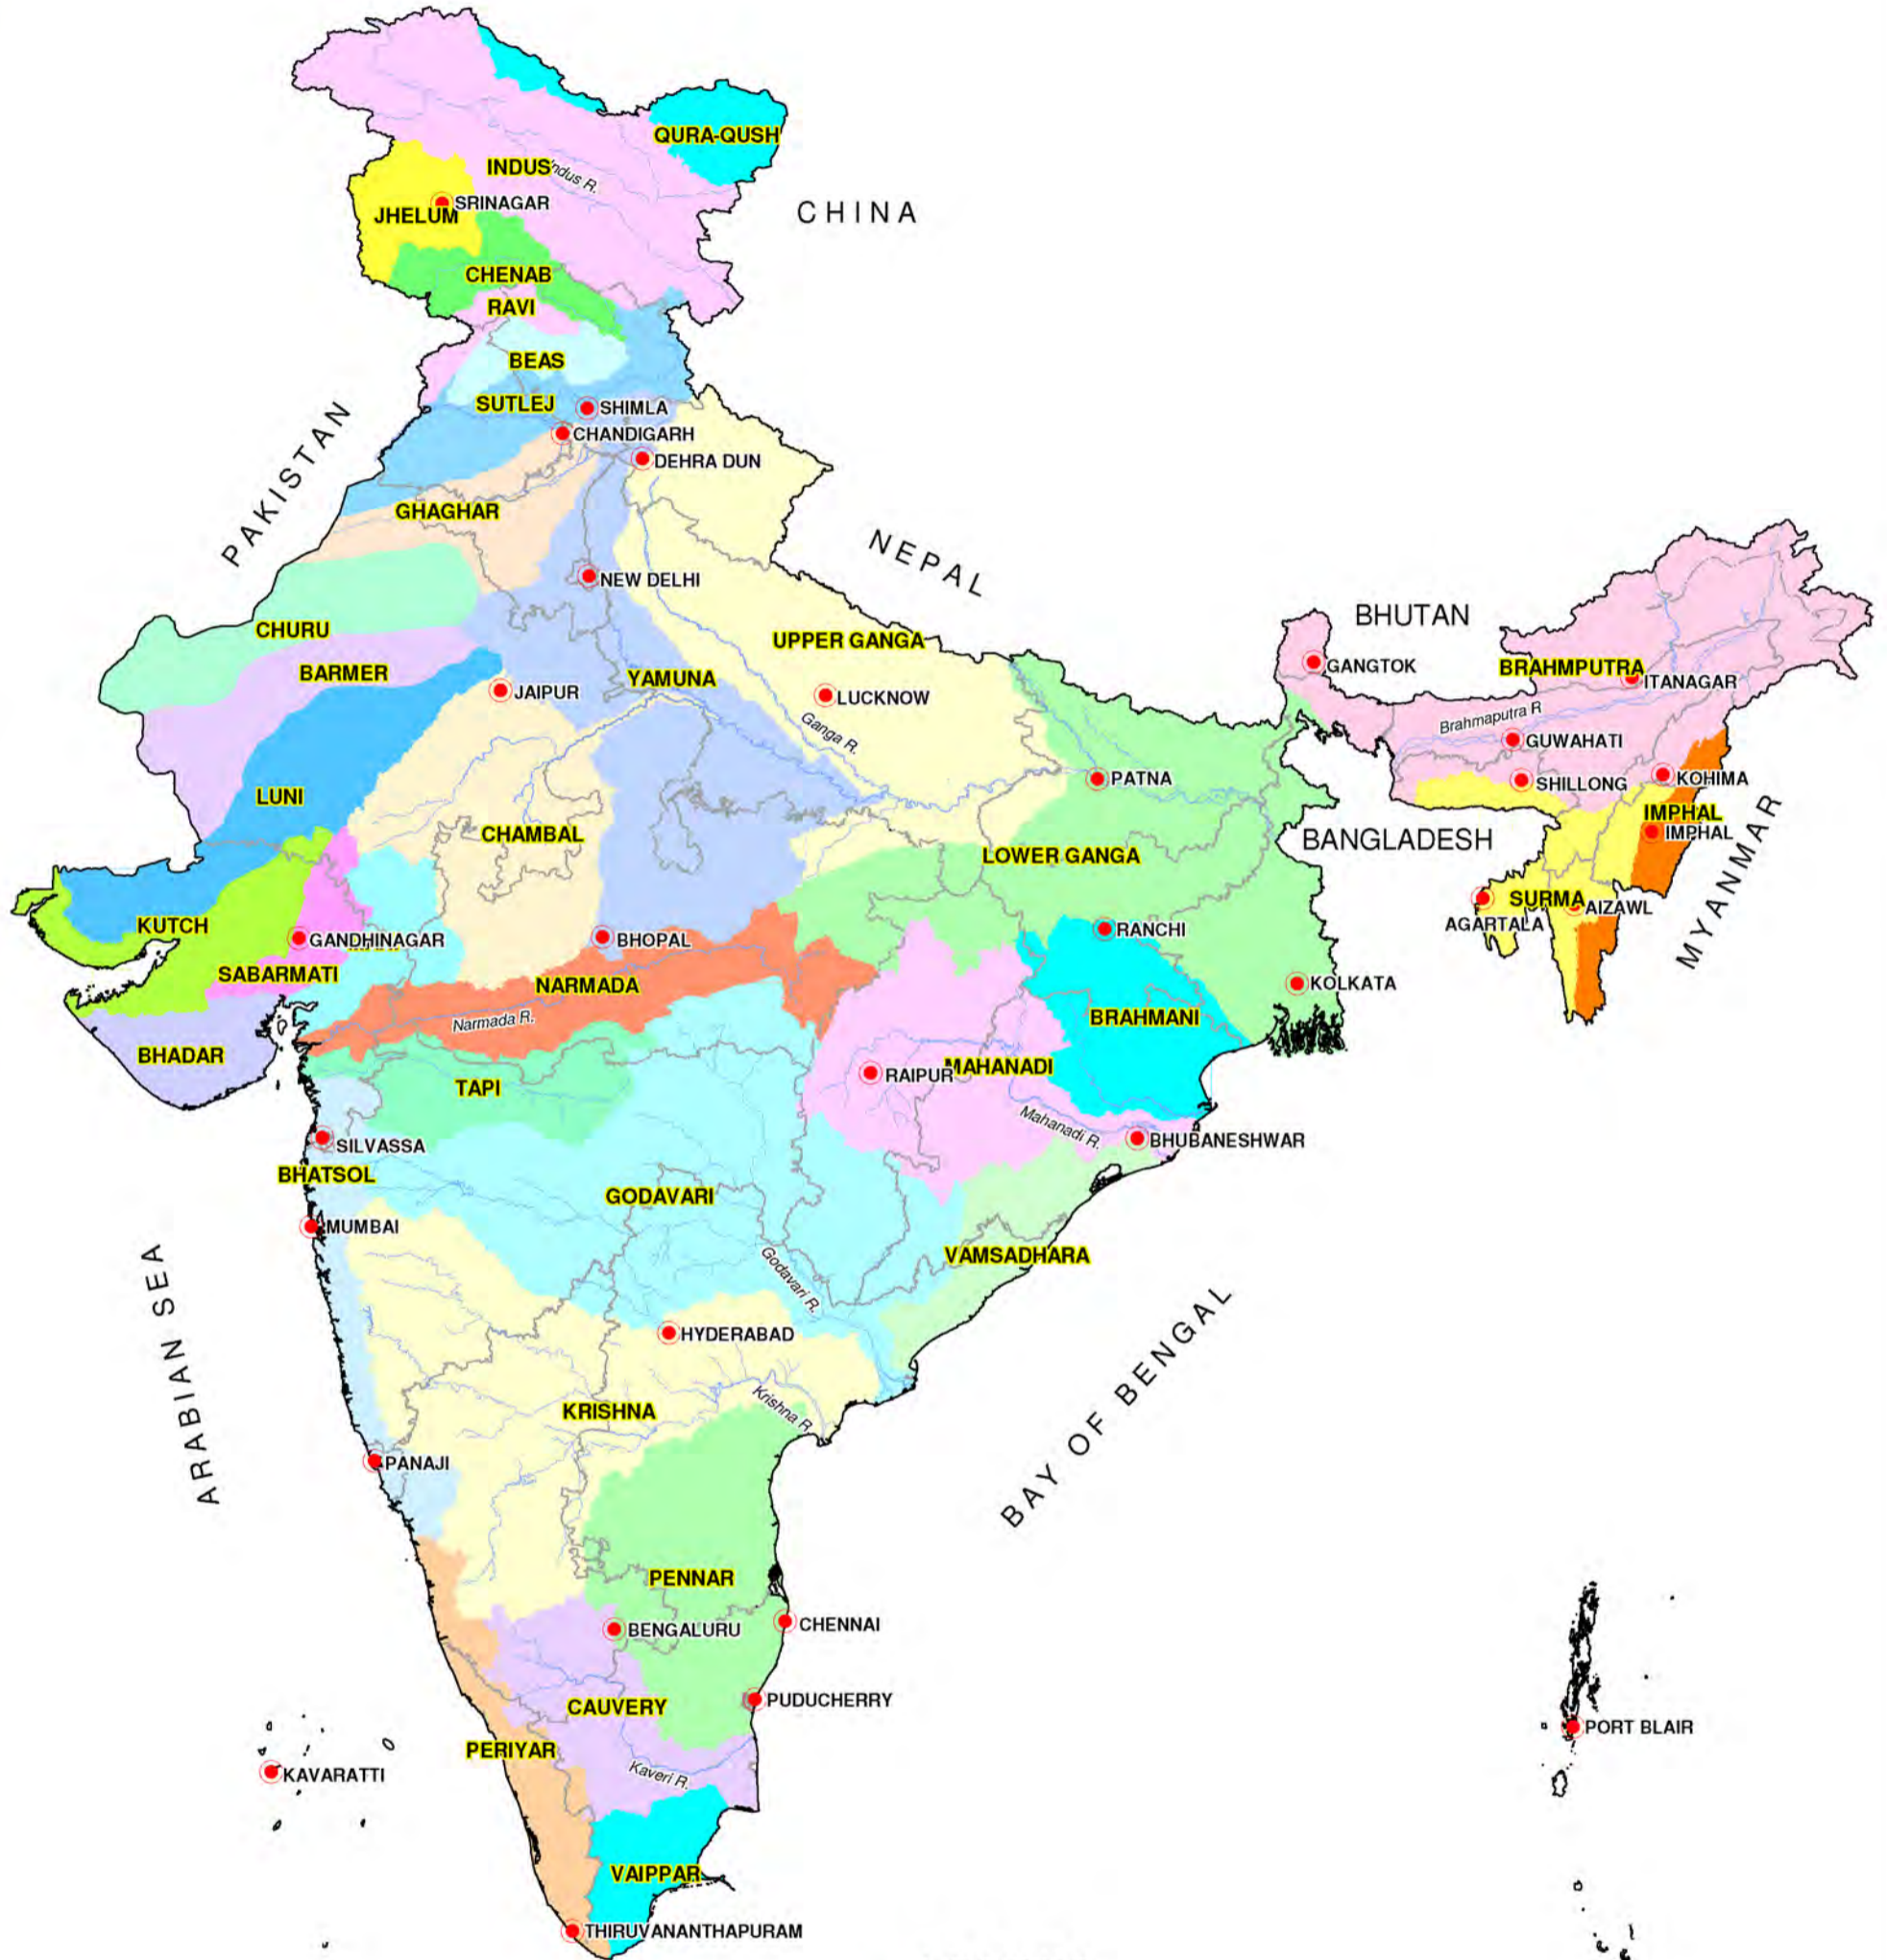 QURA-QUSH
INDUS
Indus R.
SRINAGAR
JHELUM
CHINA
CHENAB
RAVI
BEAS
SUTLEJ
SHIMLA
CHANDIGARH
DEHRA DUN
PAKISTAN
GHAGHAR
NEPAL
NEW DELHI
CHURU
UPPER GANGA
BHUTAN
BARMER
YAMUNA
GANGTOK
BRAHMPUTRA
ITANAGAR
JAIPUR
LUCKNOW
Ganga R.
Brahmaputra R
GUWAHATI
PATNA
SHILLONG
KOHIMA
LUNI
IMPHAL
IMPHAL
CHAMBAL
LOWER GANGA
BANGLADESH
MYANMAR
SURMA
AIZAWL
AGARTALA
KUTCH
GANDHINAGAR
BHOPAL
RANCHI
SABARMATI
NARMADA
KOLKATA
Narmada R.
BRAHMANI
BHADAR
TAPI
RAIPUR
MAHANADI
Mahanadi R.
BHUBANESHWAR
SILVASSA
BHATSOL
GODAVARI
MUMBAI
VAMSADHARA
Godavari R.
ARABIAN SEA
HYDERABAD
KRISHNA
Krishna R.
BAY OF BENGAL
PANAJI
PENNAR
BENGALURU
CHENNAI
CAUVERY
PUDUCHERRY
PORT BLAIR
PERIYAR
KAVARATTI
Kaveri R.
VAIPPAR
THIRUVANANTHAPURAM